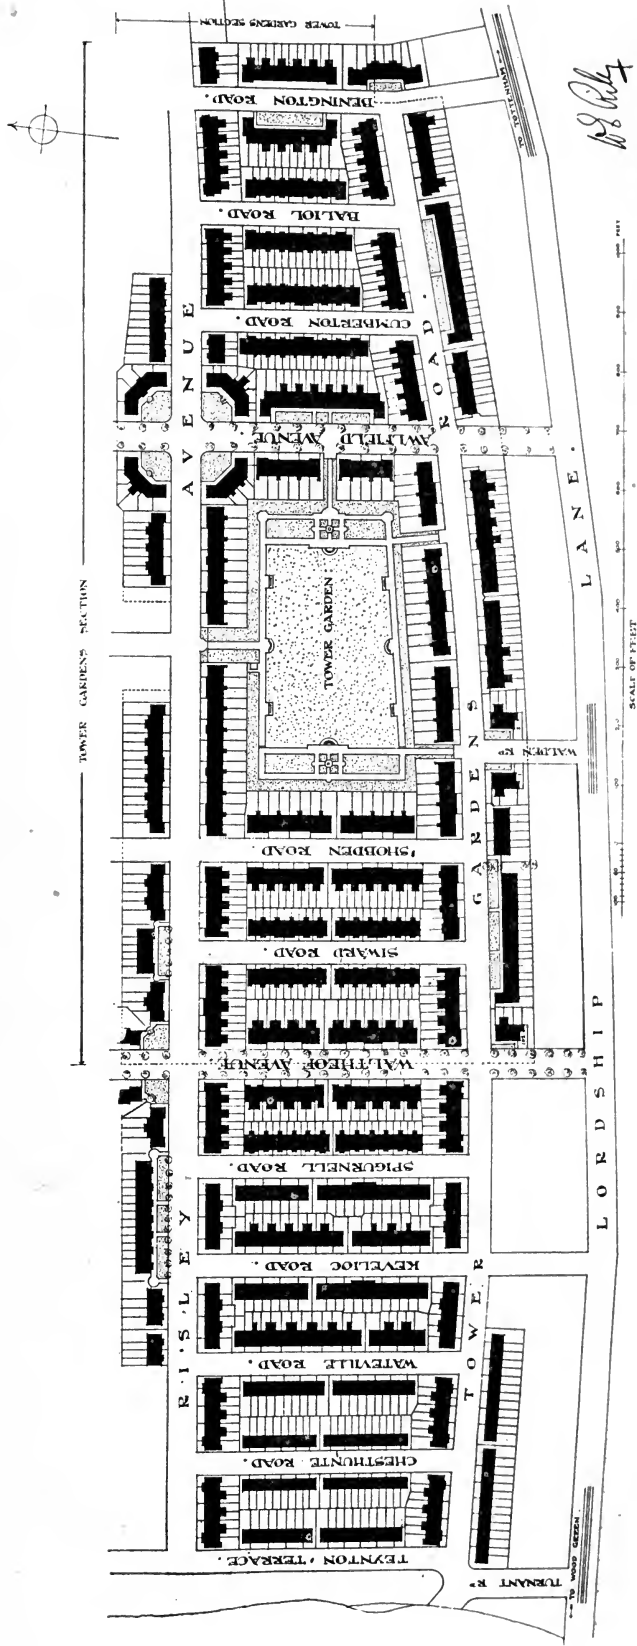 TOWER GARDENS SECTION
TO TOTTENHAM
DENINGTON ROAD.
BALIOL ROAD.
CUMBERTON ROAD.
AWLFIELD AVENUE.
TOWER GARDENS SECTION
TOWER GARDEN.
RISLEY AVENUE
TOWER GARDENS ROAD.
LORDSHIP LANE.
WALDEN RD
SHOBDEN ROAD.
SIWARD ROAD.
WALTHEOF AVENUE
SPIGURNELL ROAD.
KEVELIOC ROAD.
WATEVILLE ROAD.
CHESTHUNTE ROAD.
TEYNTON TERRACE.
TURNANT RD
TO WOOD GREEN
SCALE OF FEET
FEET